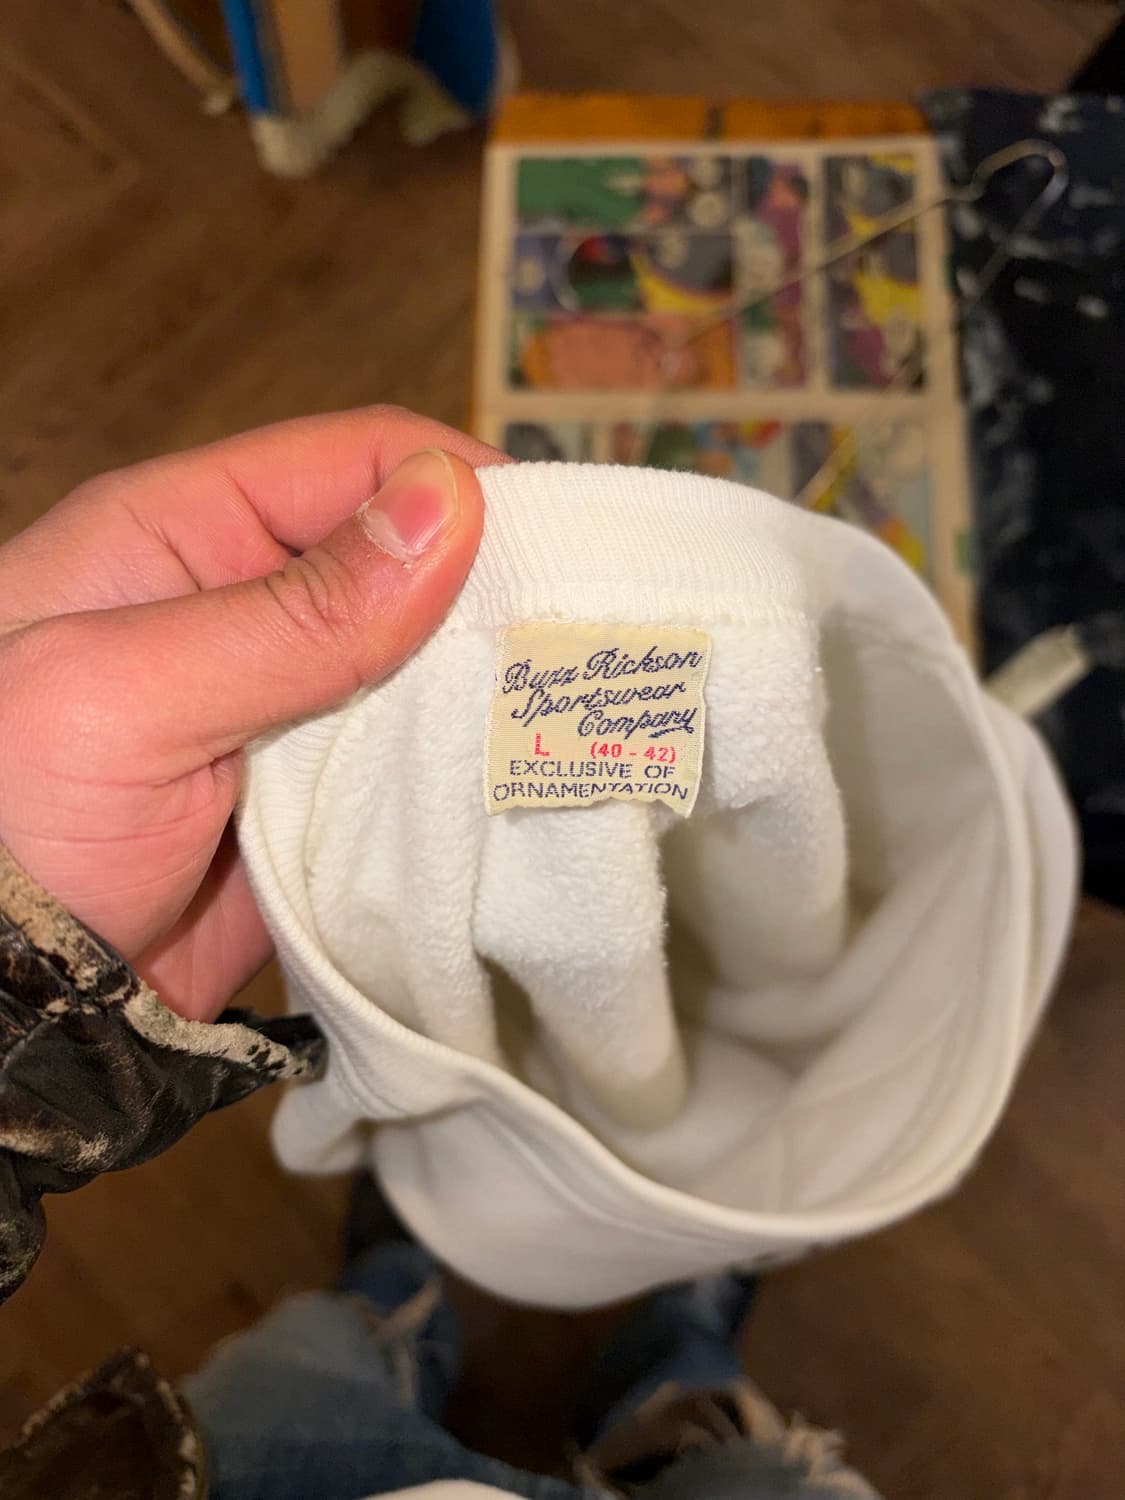 Buzz Rickson
Sportswear
Company
L (40 - 42)
EXCLUSIVE OF
ORNAMENTATION